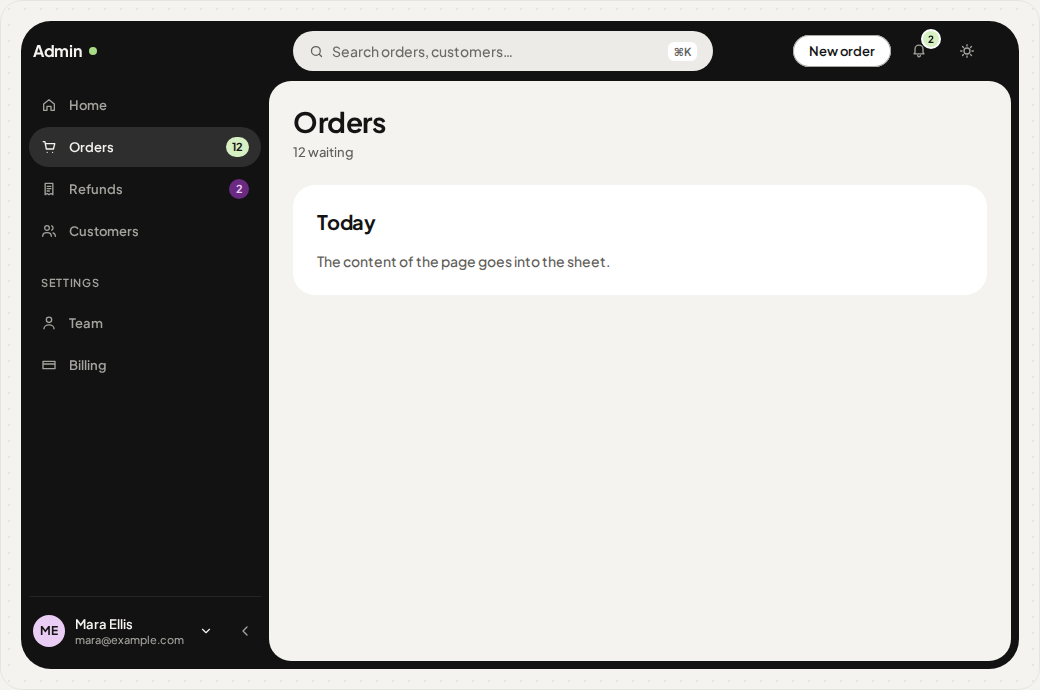 Admin
Search orders, customers…
⌘K
New order
2
Home
Orders
12
Refunds
2
Customers
SETTINGS
Team
Billing
ME
Mara Ellis
mara@example.com
Orders
12 waiting
Today
The content of the page goes into the sheet.